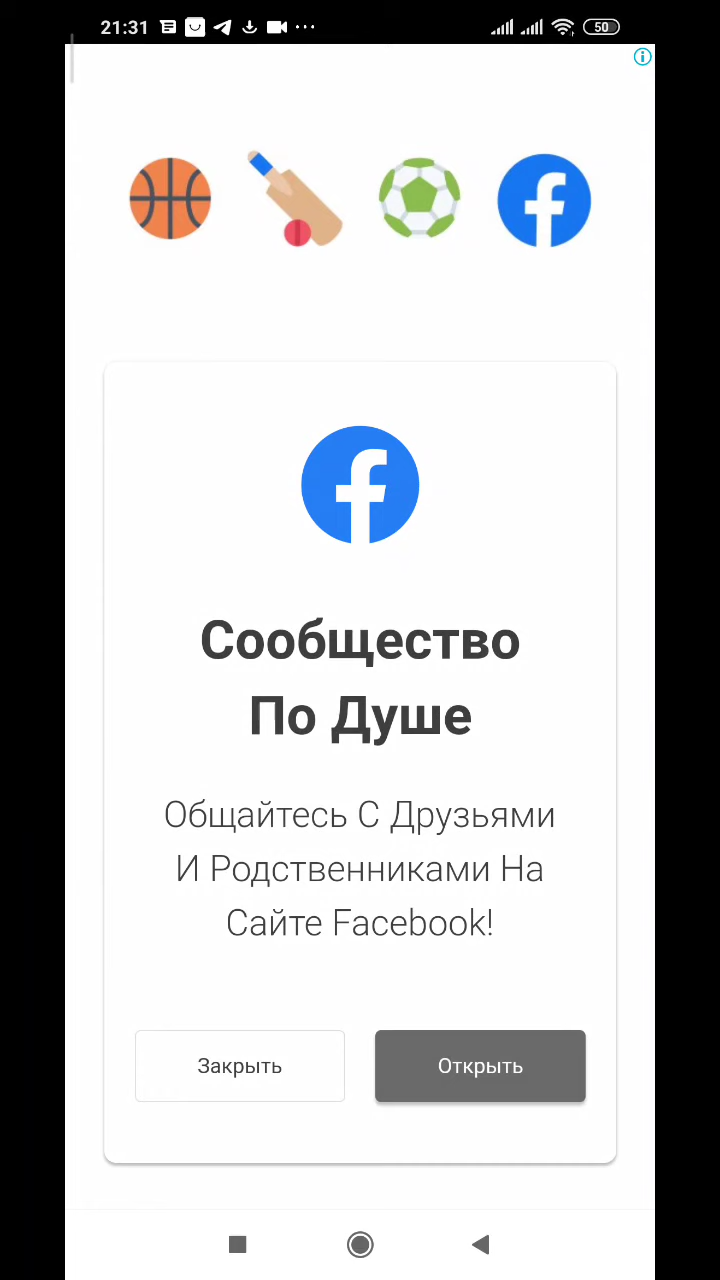 21:31
50
Сообщество
По Душе
Общайтесь С Друзьями
И Родственниками На
Сайте Facebook!
Закрыть
Открыть